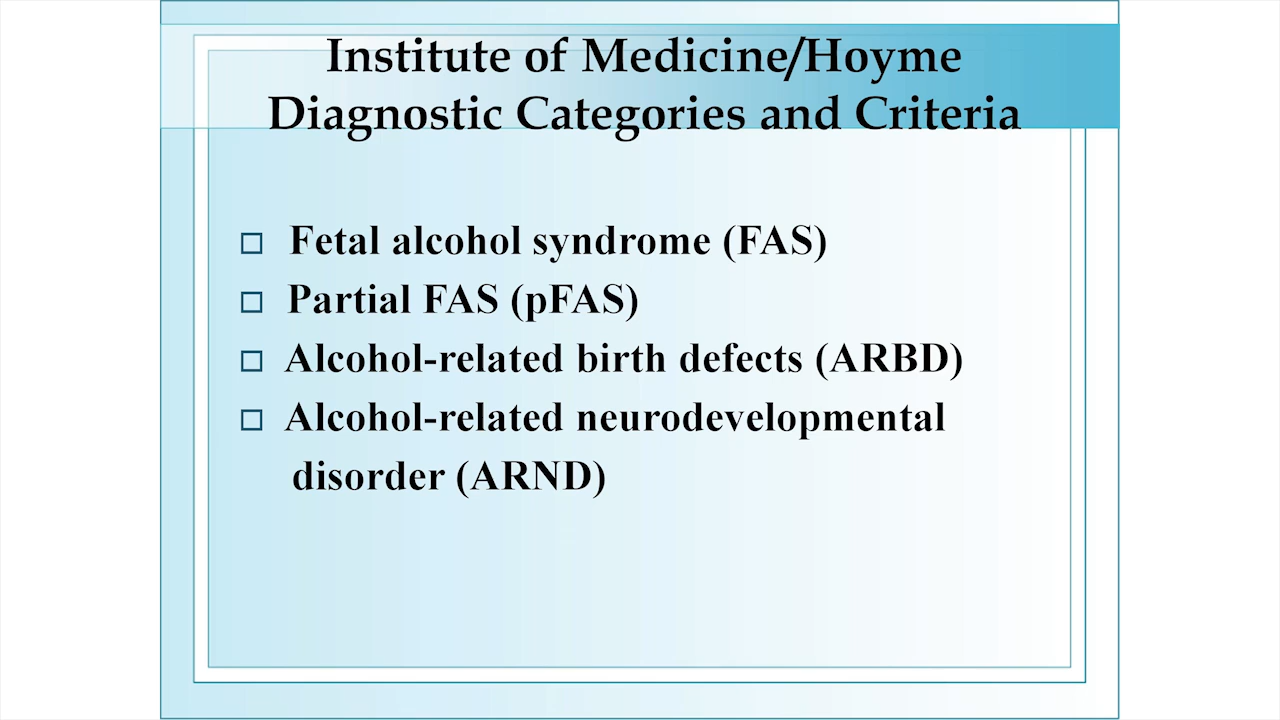 Institute of Medicine/Hoyme
Diagnostic Categories and Criteria
Fetal alcohol syndrome (FAS)
Partial FAS (pFAS)
Alcohol-related birth defects (ARBD)
Alcohol-related neurodevelopmental
disorder (ARND)